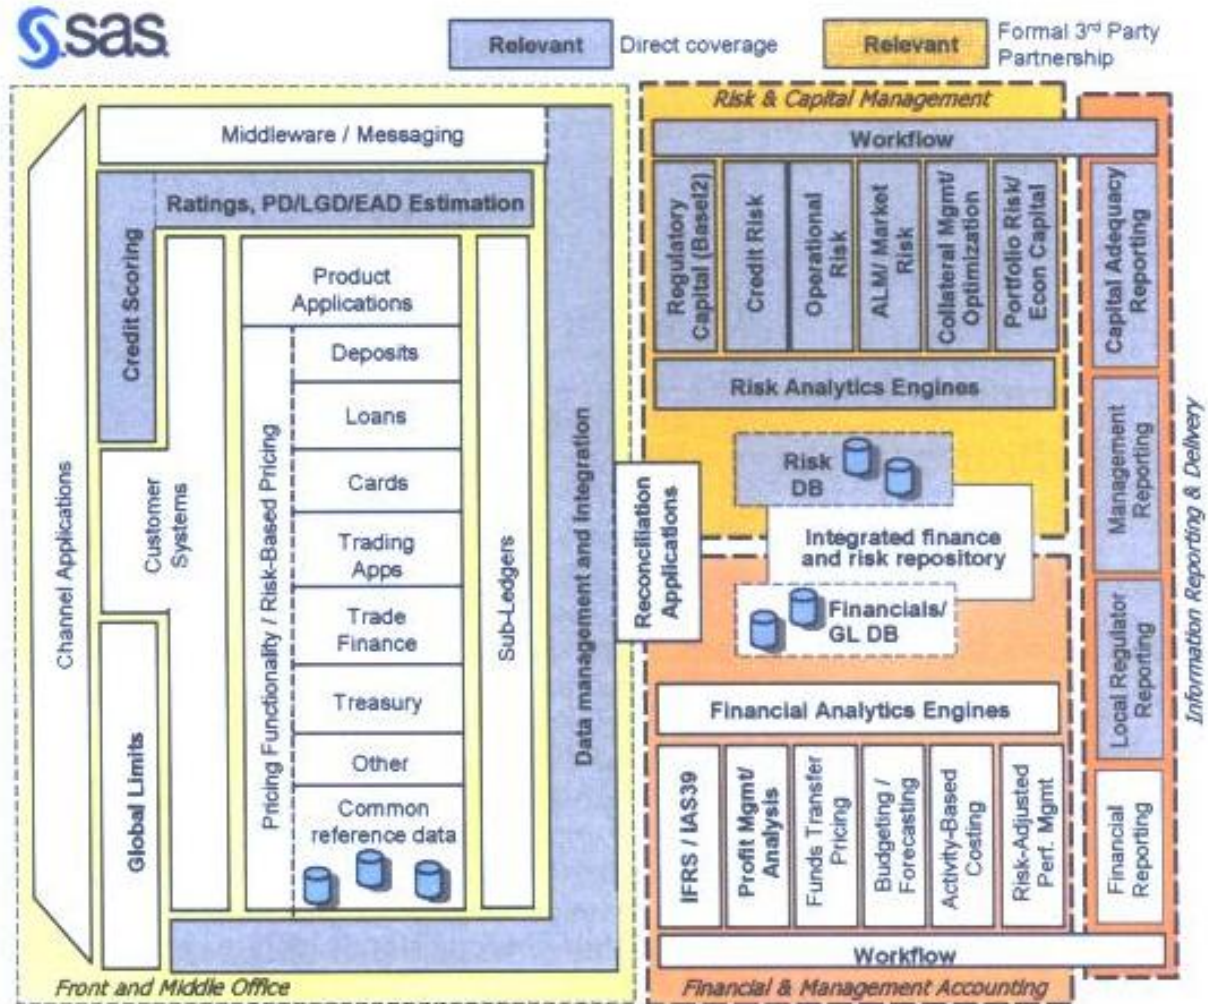 sas
Relevant
Direct coverage
Relevant
Formal 3rd Party
Partnership
Middleware / Messaging
Ratings, PD/LGD/EAD Estimation
Credit Scoring
Channel Applications
Customer
Systems
Global Limits
Pricing Functionality / Risk-Based Pricing
Product
Applications
Deposits
Loans
Cards
Trading
Apps
Trade
Finance
Treasury
Other
Common
reference data
Sub-Ledgers
Data management and integration
Front and Middle Office
Reconciliation
Applications
Risk & Capital Management
Workflow
Regulatory
Capital (Basel2)
Credit Risk
Operational
Risk
ALM/ Market
Risk
Collateral Mgmt/
Optimization
Portfolio Risk/
Econ Capital
Risk Analytics Engines
Risk
DB
Integrated finance
and risk repository
Financials/
GL DB
Financial Analytics Engines
IFRS / IAS39
Profit Mgmt/
Analysis
Funds Transfer
Pricing
Budgeting /
Forecasting
Activity-Based
Costing
Risk-Adjusted
Perf. Mgmt
Workflow
Financial & Management Accounting
Capital Adequacy
Reporting
Management
Reporting
Local Regulator
Reporting
Financial
Reporting
Information Reporting & Delivery